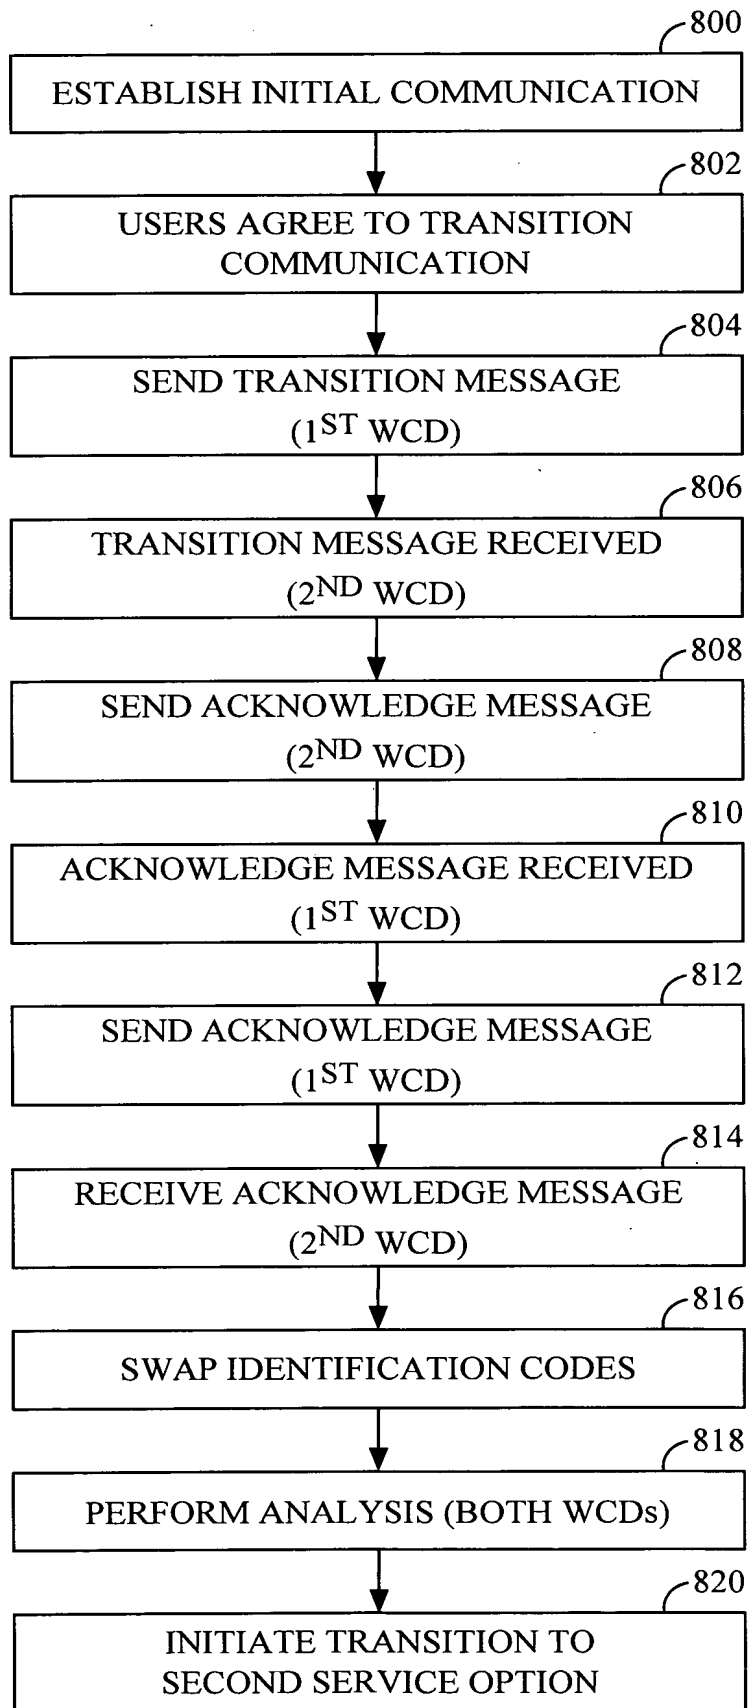 800
ESTABLISH INITIAL COMMUNICATION
802
USERS AGREE TO TRANSITION
COMMUNICATION
804
SEND TRANSITION MESSAGE
(1ST WCD)
806
TRANSITION MESSAGE RECEIVED
(2ND WCD)
808
SEND ACKNOWLEDGE MESSAGE
(2ND WCD)
810
ACKNOWLEDGE MESSAGE RECEIVED
(1ST WCD)
812
SEND ACKNOWLEDGE MESSAGE
(1ST WCD)
814
RECEIVE ACKNOWLEDGE MESSAGE
(2ND WCD)
816
SWAP IDENTIFICATION CODES
818
PERFORM ANALYSIS (BOTH WCDs)
820
INITIATE TRANSITION TO
SECOND SERVICE OPTION